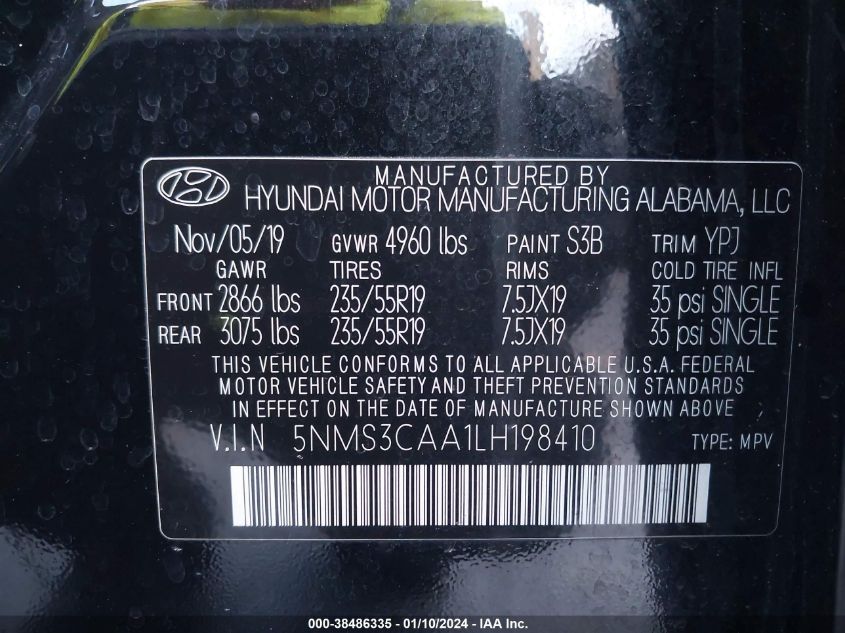 MANUFACTURED BY
HYUNDAI MOTOR MANUFACTURING ALABAMA, LLC
Nov/05/19 GVWR 4960 lbs PAINT S3B TRIM YPJ
GAWR TIRES RIMS COLD TIRE INFL
FRONT 2866 lbs 235/55R19 7.5JX19 35 psi SINGLE
REAR 3075 lbs 235/55R19 7.5JX19 35 psi SINGLE
THIS VEHICLE CONFORMS TO ALL APPLICABLE U.S.A. FEDERAL
MOTOR VEHICLE SAFETY AND THEFT PREVENTION STANDARDS
IN EFFECT ON THE DATE OF MANUFACTURE SHOWN ABOVE.
V.I.N 5NMS3CAA1LH198410 TYPE: MPV
000-38486335 - 01/10/2024 - IAA Inc.